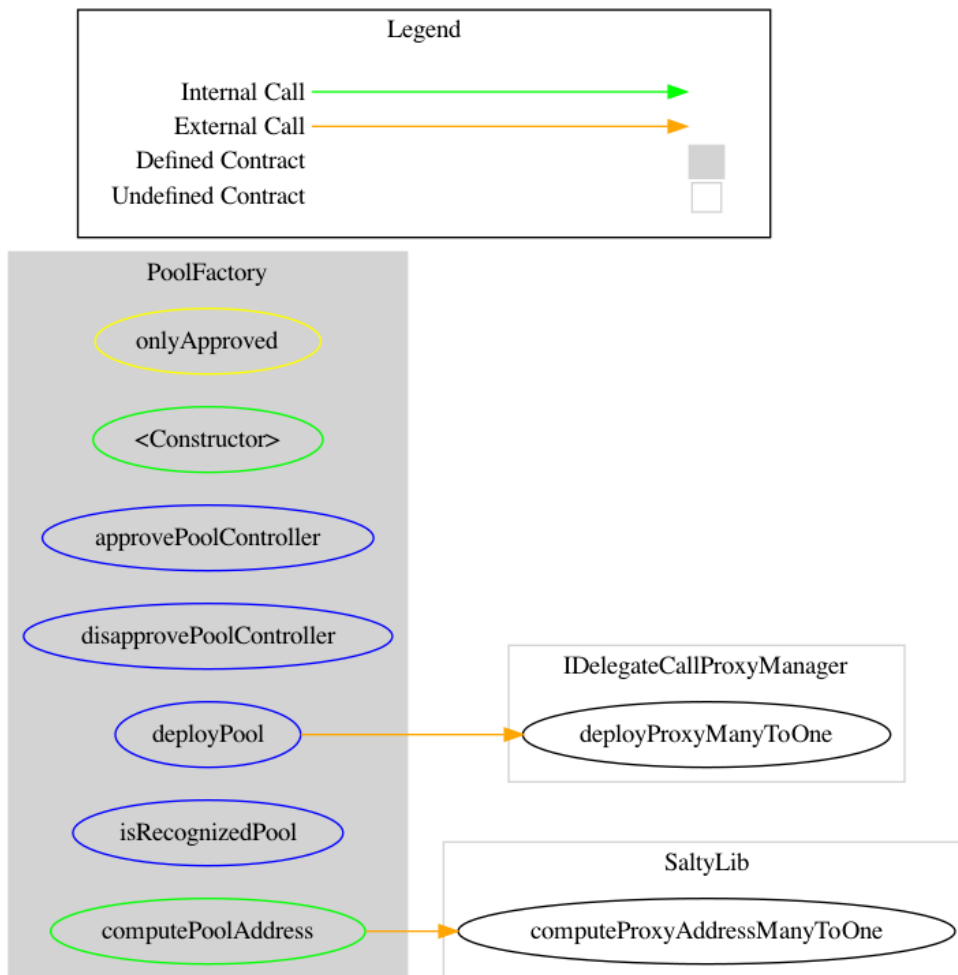 Legend
Internal Call
External Call
Defined Contract
Undefined Contract
PoolFactory
onlyApproved
<Constructor>
approvePoolController
disapprovePoolController
IDelegateCallProxyManager
deployPool
deployProxyManyToOne
isRecognizedPool
SaltyLib
computePoolAddress
computeProxyAddressManyToOne